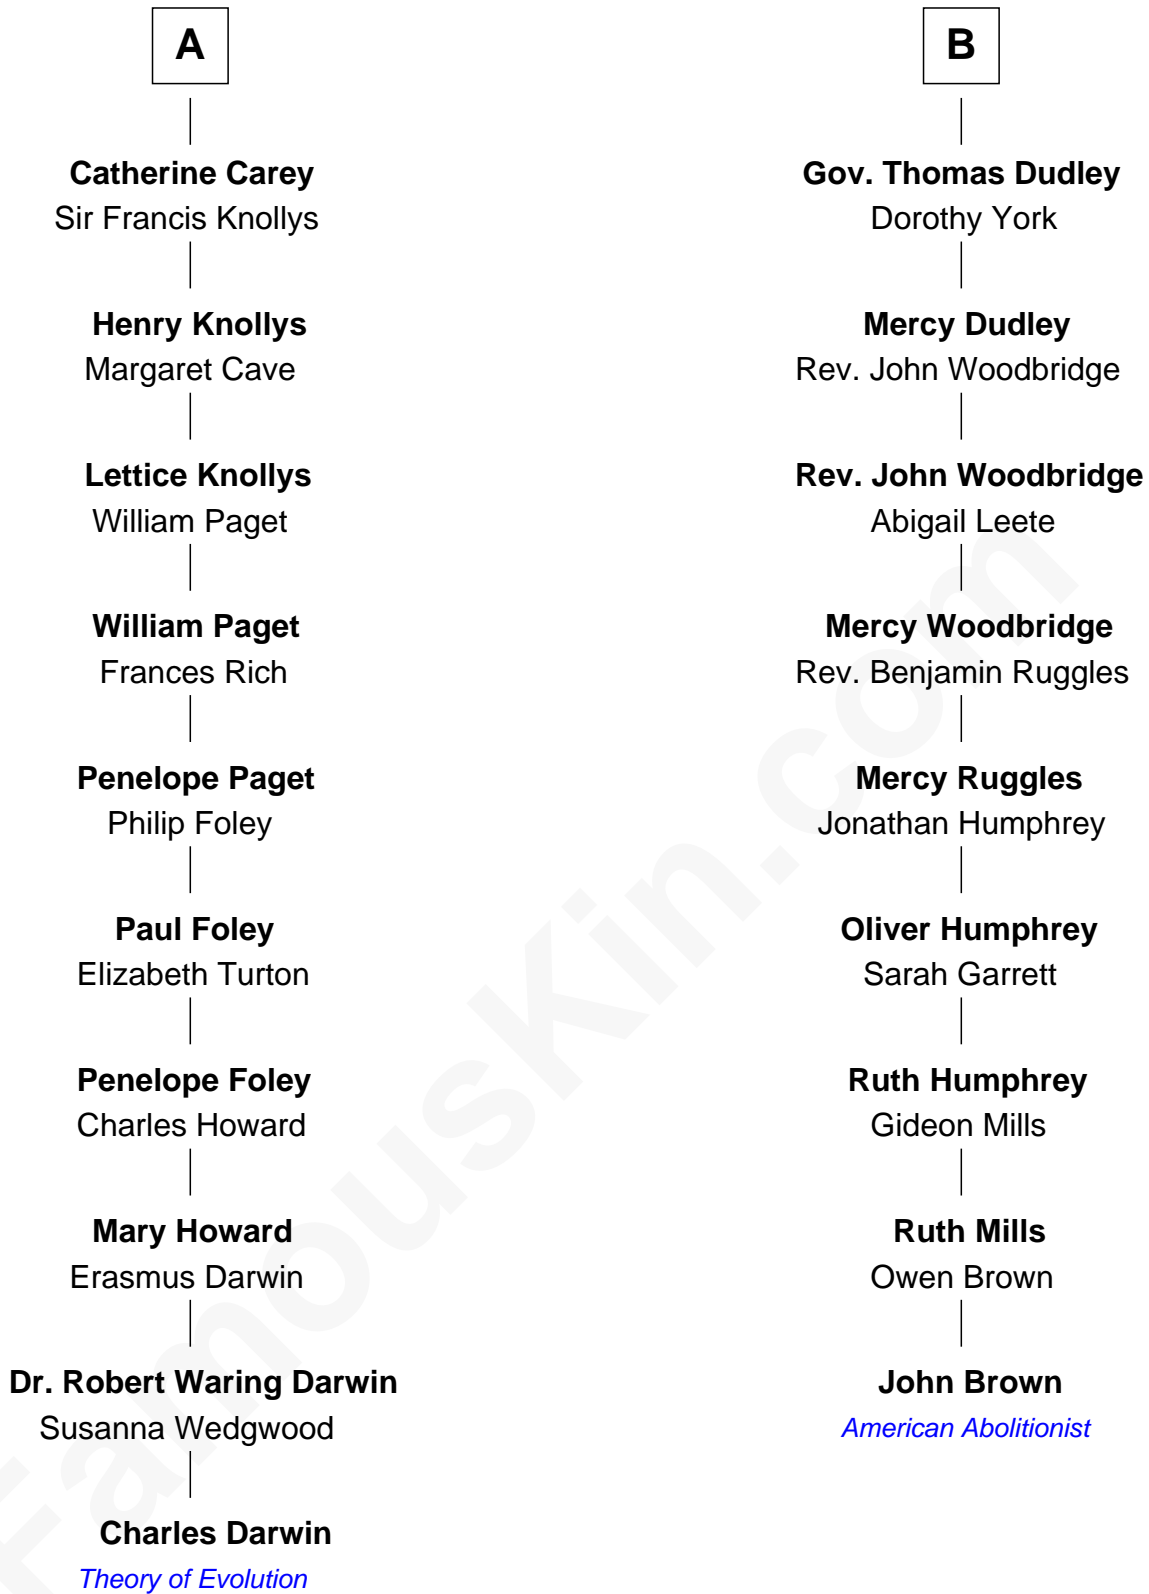 A
Catherine Carey
Sir Francis Knollys
Henry Knollys
Margaret Cave
Lettice Knollys
William Paget
William Paget
Frances Rich
Penelope Paget
Philip Foley
Paul Foley
Elizabeth Turton
Penelope Foley
Charles Howard
Mary Howard
Erasmus Darwin
Dr. Robert Waring Darwin
Susanna Wedgwood
Charles Darwin
Theory of Evolution
B
Gov. Thomas Dudley
Dorothy York
Mercy Dudley
Rev. John Woodbridge
Rev. John Woodbridge
Abigail Leete
Mercy Woodbridge
Rev. Benjamin Ruggles
Mercy Ruggles
Jonathan Humphrey
Oliver Humphrey
Sarah Garrett
Ruth Humphrey
Gideon Mills
Ruth Mills
Owen Brown
John Brown
American Abolitionist
FamousKin.com